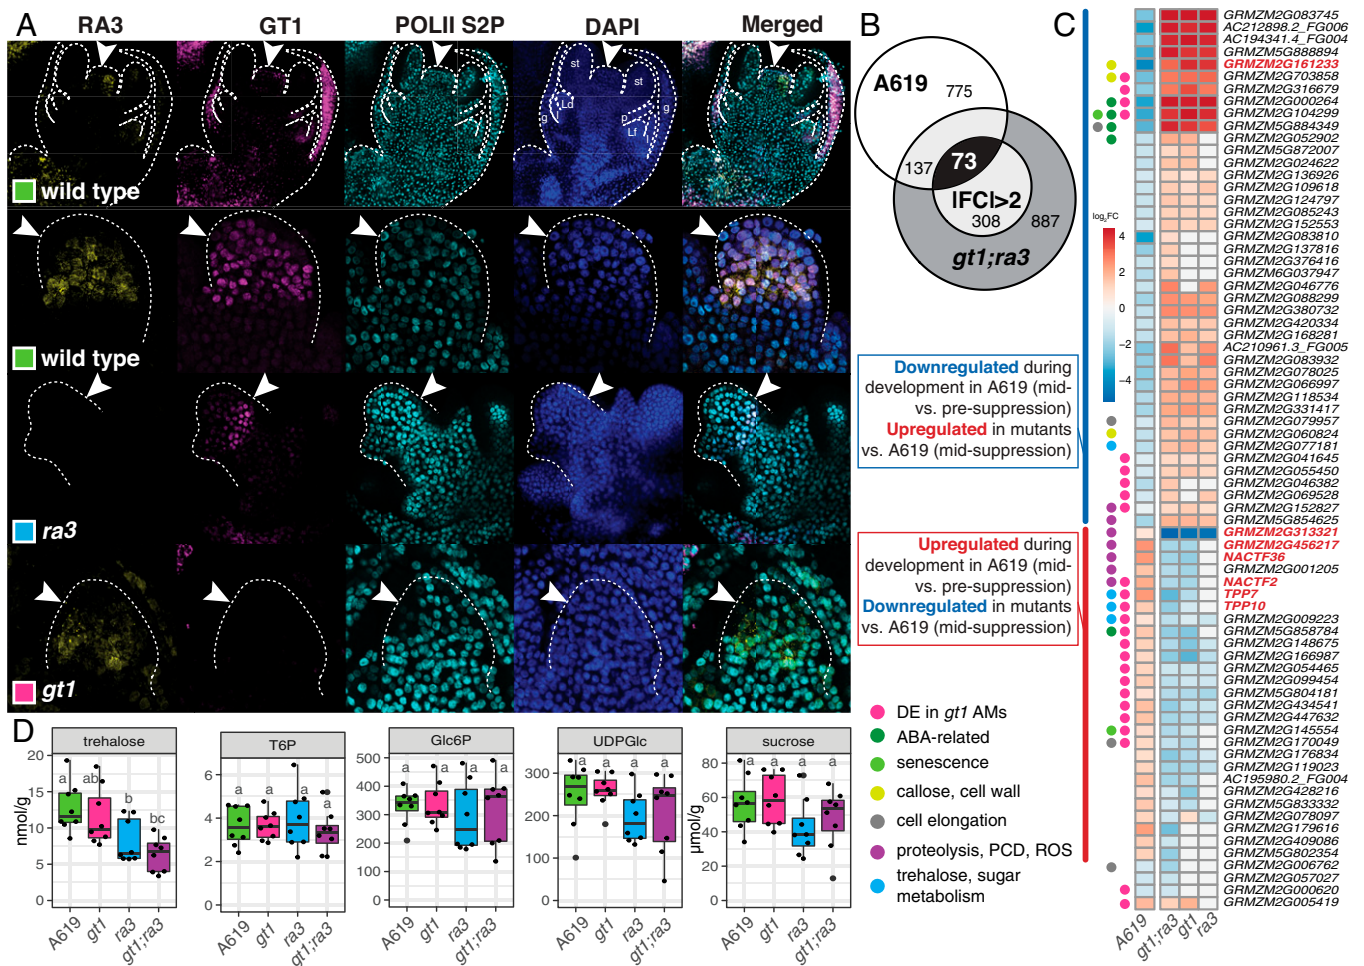 A
RA3
GT1
POLII S2P
DAPI
Merged
wild type
st
st
Ld
g
l
p
Lf
l
g
wild type
ra3
gt1
B
A619
775
137
73
|FC|>2
308
887
gt1;ra3
Downregulated during
development in A619 (mid-
vs. pre-suppression)
Upregulated in mutants
vs. A619 (mid-suppression)
Upregulated during
development in A619 (mid-
vs. pre-suppression)
Downregulated in mutants
vs. A619 (mid-suppression)
DE in gt1 AMs
ABA-related
senescence
callose, cell wall
cell elongation
proteolysis, PCD, ROS
trehalose, sugar
metabolism
C
log2FC
4
2
0
−2
−4
GRMZM2G083745
AC212898.2_FG006
AC194341.4_FG004
GRMZM5G888894
GRMZM2G161233
GRMZM2G703858
GRMZM2G316679
GRMZM2G000264
GRMZM2G104299
GRMZM5G884349
GRMZM2G052902
GRMZM5G872007
GRMZM2G024622
GRMZM2G136926
GRMZM2G109618
GRMZM2G124797
GRMZM2G085243
GRMZM2G152553
GRMZM2G083810
GRMZM2G137816
GRMZM2G376416
GRMZM6G037947
GRMZM2G046776
GRMZM2G088299
GRMZM2G380732
GRMZM2G420334
GRMZM2G168281
AC210961.3_FG005
GRMZM2G083932
GRMZM2G078025
GRMZM2G066997
GRMZM2G118534
GRMZM2G331417
GRMZM2G079957
GRMZM2G060824
GRMZM2G077181
GRMZM2G041645
GRMZM2G055450
GRMZM2G046382
GRMZM2G069528
GRMZM2G152827
GRMZM5G854625
GRMZM2G313321
GRMZM2G456217
NACTF36
GRMZM2G001205
NACTF2
TPP7
TPP10
GRMZM2G009223
GRMZM5G858784
GRMZM2G148675
GRMZM2G166987
GRMZM2G054465
GRMZM2G099454
GRMZM5G804181
GRMZM2G434541
GRMZM2G447632
GRMZM2G145554
GRMZM2G170049
GRMZM2G176834
GRMZM2G119023
AC195980.2_FG004
GRMZM2G428216
GRMZM5G833332
GRMZM2G078097
GRMZM2G179616
GRMZM2G409086
GRMZM5G802354
GRMZM2G006762
GRMZM2G057027
GRMZM2G000620
GRMZM2G005419
A619
gt1;ra3
gt1
ra3
D
trehalose
nmol/g
20
15
10
5
0
a
ab
b
bc
A619
gt1
ra3
gt1;ra3
T6P
6
4
2
0
a
a
a
a
A619
gt1
ra3
gt1;ra3
Glc6P
500
400
300
200
100
0
a
a
a
a
A619
gt1
ra3
gt1;ra3
UDPGlc
300
200
100
0
a
a
a
a
A619
gt1
ra3
gt1;ra3
sucrose
µmol/g
80
60
40
20
0
a
a
a
a
A619
gt1
ra3
gt1;ra3